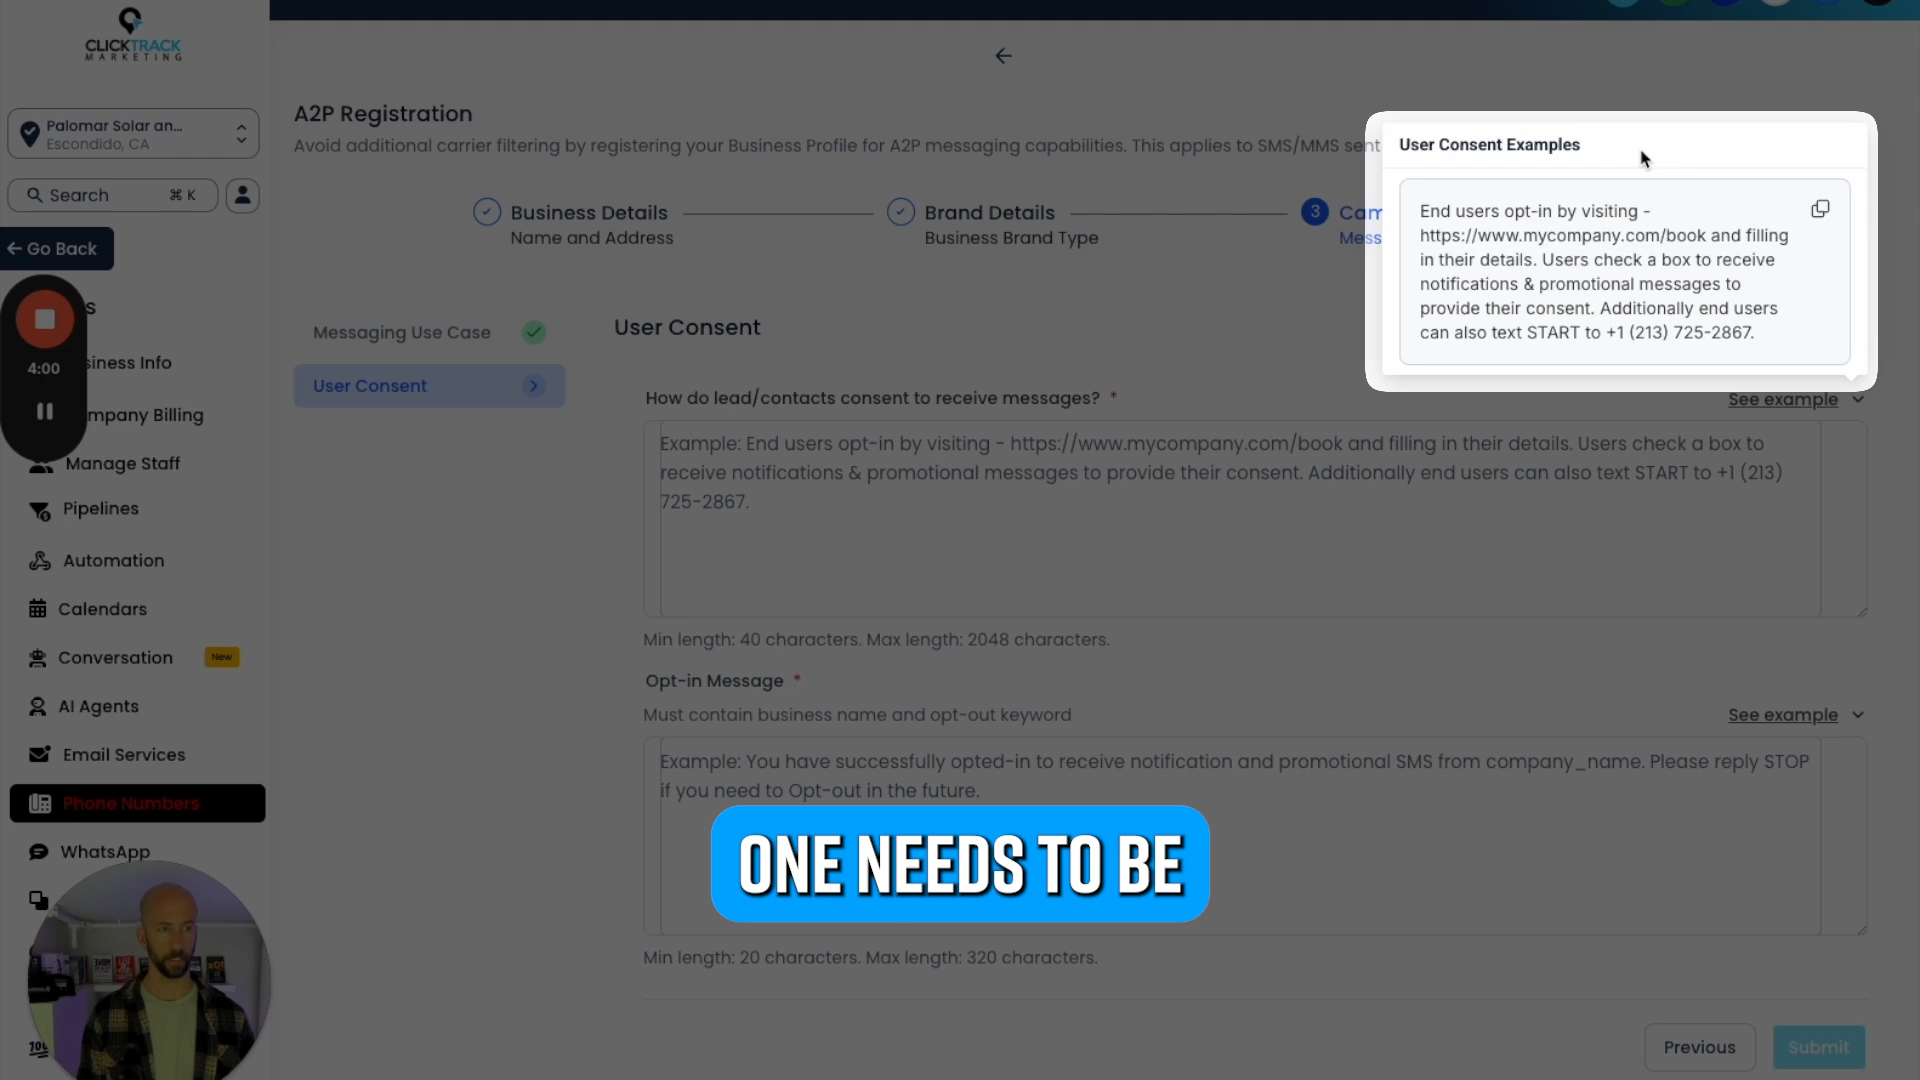 CLICKTRACK
MARKETING
Palomar Solar an...
Escondido, CA
Search ⌘ K
← Go Back
S
4:00
siness Info
mpany Billing
Manage Staff
Pipelines
Automation
Calendars
Conversation New
AI Agents
Email Services
Phone Numbers
WhatsApp
A2P Registration
Avoid additional carrier filtering by registering your Business Profile for A2P messaging capabilities. This applies to SMS/MMS sent
Business Details
Name and Address
Brand Details
Business Brand Type
3 Cam
Mess
Messaging Use Case
User Consent
User Consent
User Consent Examples
End users opt-in by visiting -
https://www.mycompany.com/book and filling
in their details. Users check a box to receive
notifications & promotional messages to
provide their consent. Additionally end users
can also text START to +1 (213) 725-2867.
How do lead/contacts consent to receive messages? *
See example
Example: End users opt-in by visiting - https://www.mycompany.com/book and filling in their details. Users check a box to
receive notifications & promotional messages to provide their consent. Additionally end users can also text START to +1 (213)
725-2867.
Min length: 40 characters. Max length: 2048 characters.
Opt-in Message *
Must contain business name and opt-out keyword
See example
Example: You have successfully opted-in to receive notification and promotional SMS from company_name. Please reply STOP
if you need to Opt-out in the future.
ONE NEEDS TO BE
Min length: 20 characters. Max length: 320 characters.
Previous
Submit